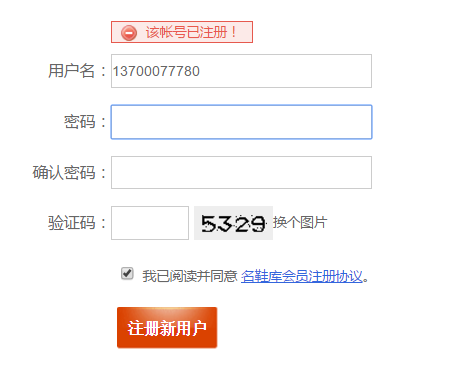 该帐号已注册！
用户名：13700077780
密码：
确认密码：
验证码： 5329 换个图片
我已阅读并同意 名鞋库会员注册协议。
注册新用户